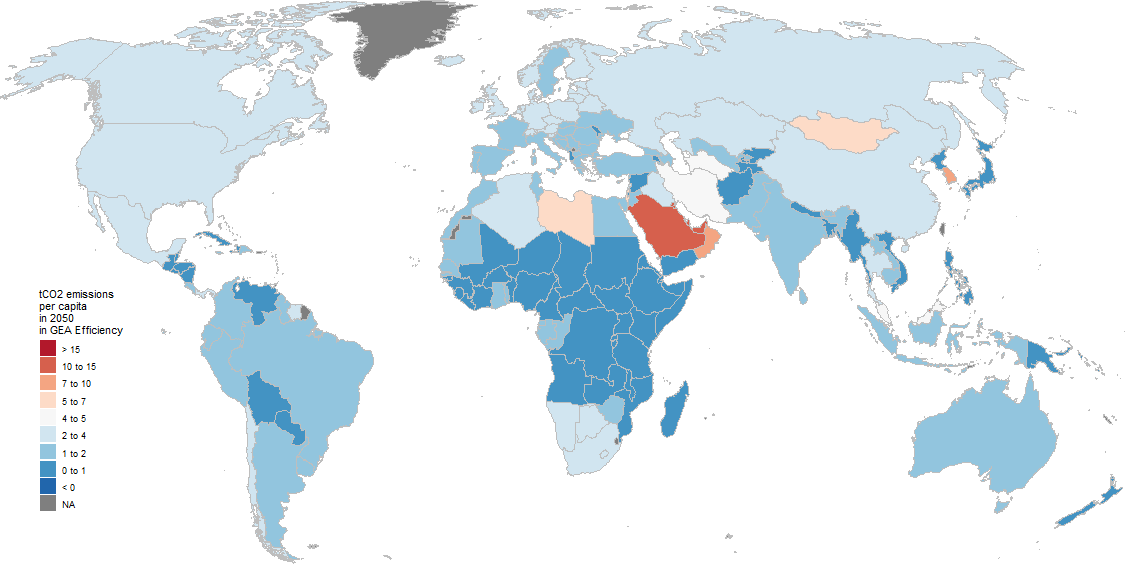 tCO2 emissions
per capita
in 2050
in GEA Efficiency
> 15
10 to 15
7 to 10
5 to 7
4 to 5
2 to 4
1 to 2
0 to 1
< 0
NA